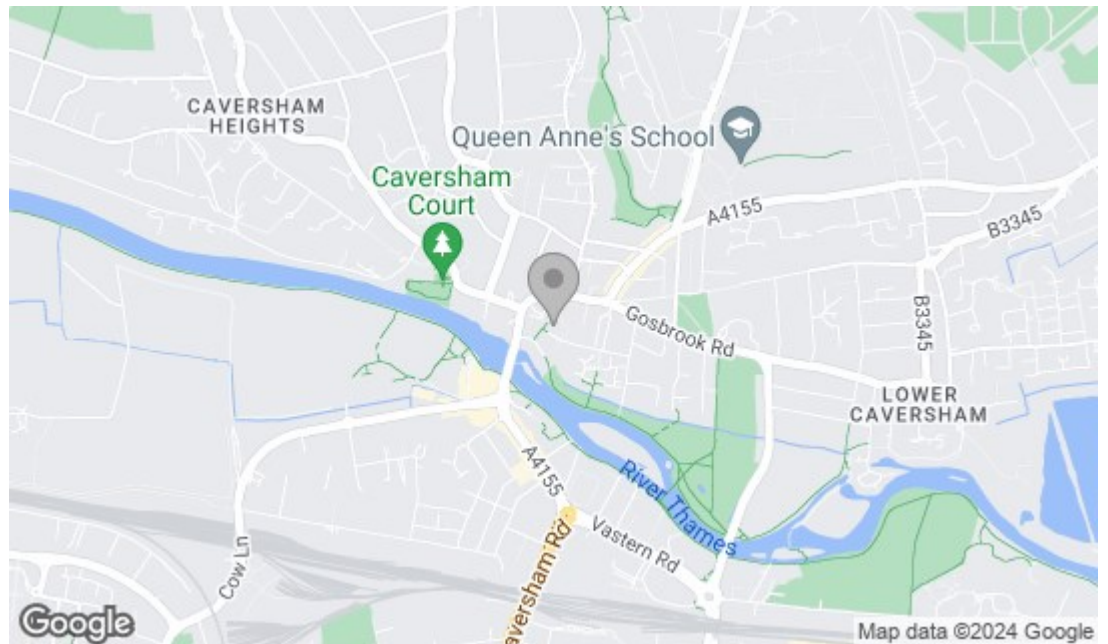 CAVERSHAM
HEIGHTS
Queen Anne's School
Caversham
Court
A4155
B3345
B3345
Gosbrook Rd
LOWER
CAVERSHAM
A4155
River Thames
Vastern Rd
Cow Ln
Caversham Rd
Google
Map data ©2024 Google